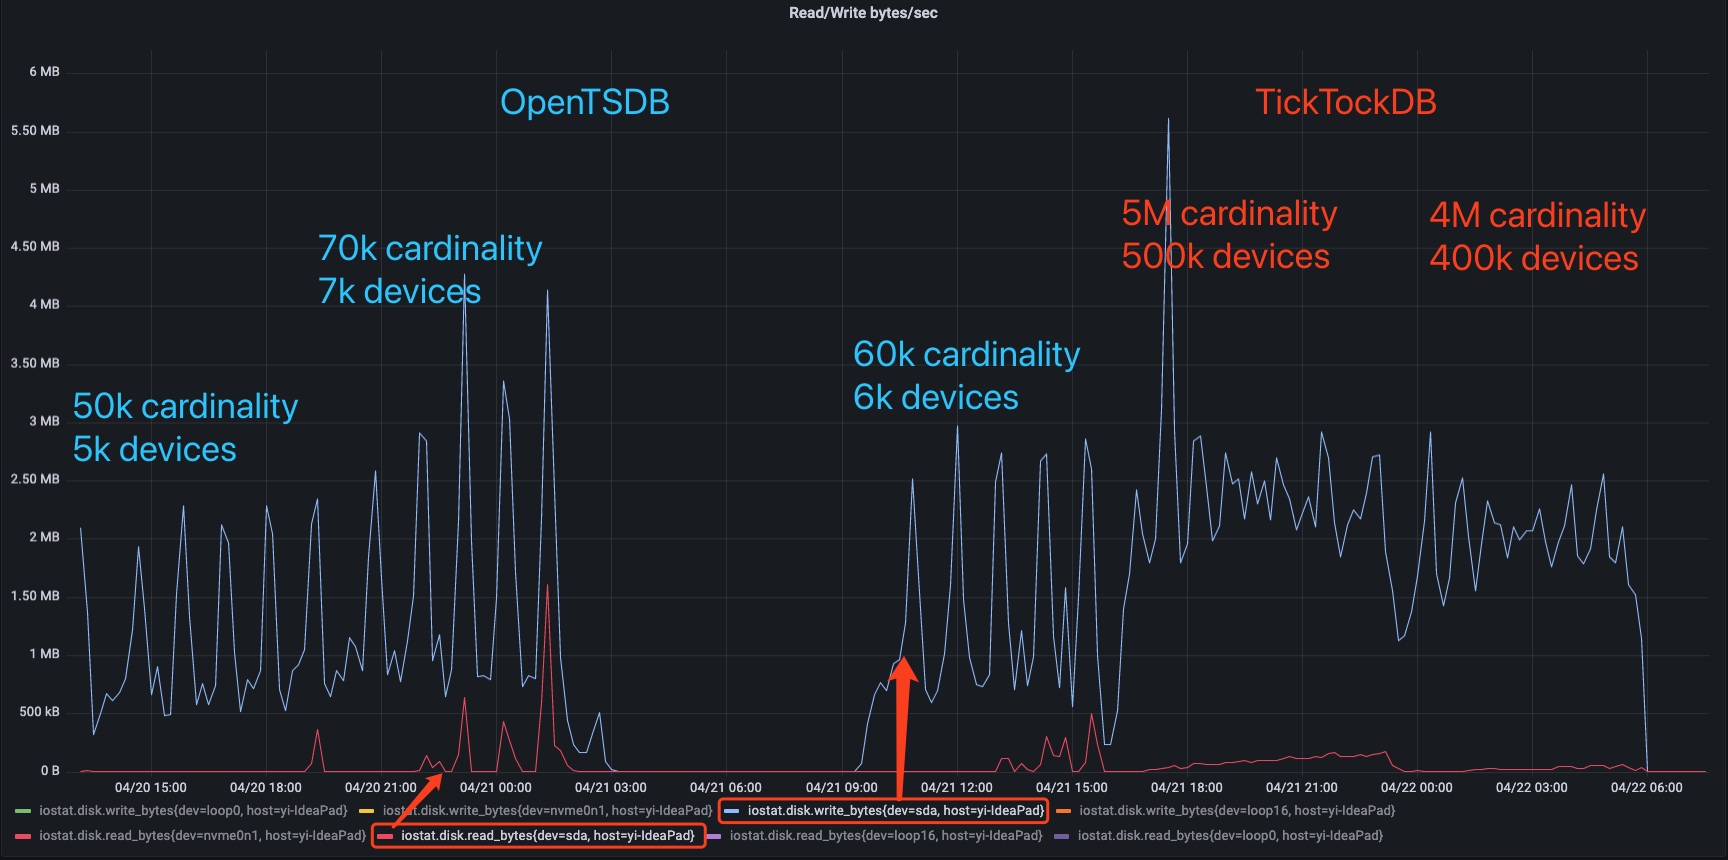 Read/Write bytes/sec
6 MB
5.50 MB
5 MB
4.50 MB
4 MB
3.50 MB
3 MB
2.50 MB
2 MB
1.50 MB
1 MB
500 kB
0 B
OpenTSDB
TickTockDB
50k cardinality
5k devices
70k cardinality
7k devices
60k cardinality
6k devices
5M cardinality
500k devices
4M cardinality
400k devices
04/20 15:00 04/20 18:00 04/20 21:00 04/21 00:00 04/21 03:00 04/21 06:00 04/21 09:00 04/21 12:00 04/21 15:00 04/21 18:00 04/21 21:00 04/22 00:00 04/22 03:00 04/22 06:00
iostat.disk.write_bytes{dev=loop0, host=yi-IdeaPad} iostat.disk.write_bytes{dev=nvme0n1, host=yi-IdeaPad} iostat.disk.write_bytes{dev=sda, host=yi-IdeaPad} iostat.disk.write_bytes{dev=loop16, host=yi-IdeaPad}
iostat.disk.read_bytes{dev=nvme0n1, host=yi-IdeaPad} iostat.disk.read_bytes{dev=sda, host=yi-IdeaPad} iostat.disk.read_bytes{dev=loop16, host=yi-IdeaPad} iostat.disk.read_bytes{dev=loop0, host=yi-IdeaPad}